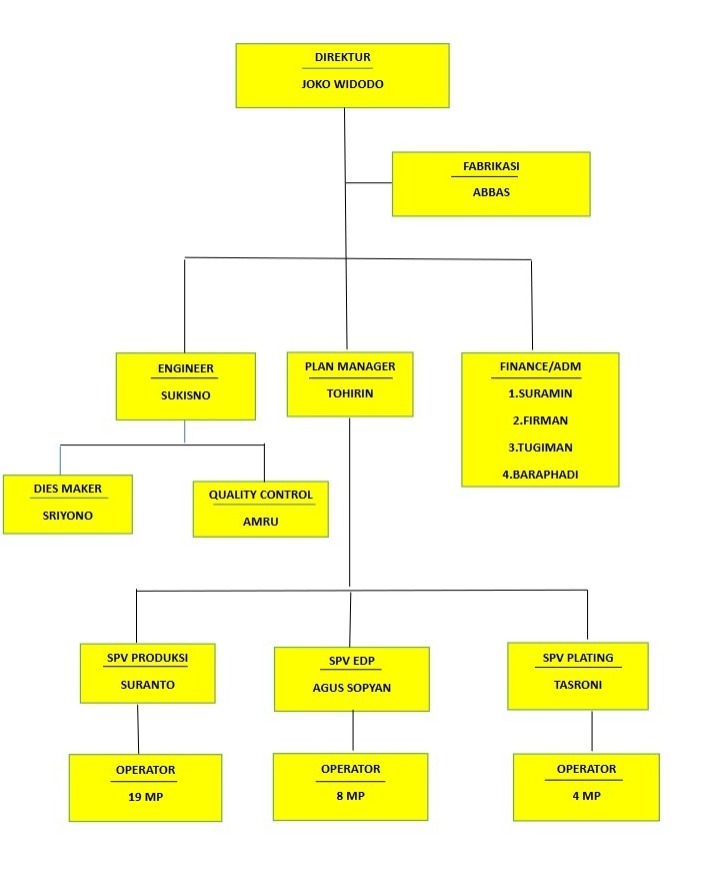 DIREKTUR
JOKO WIDODO
FABRIKASI
ABBAS
ENGINEER
SUKISNO
PLAN MANAGER
TOHIRIN
FINANCE/ADM
1.SURAMIN
2.FIRMAN
3.TUGIMAN
4.BARAPHADI
DIES MAKER
SRIYONO
QUALITY CONTROL
AMRU
SPV PRODUKSI
SURANTO
SPV EDP
AGUS SOPYAN
SPV PLATING
TASRONI
OPERATOR
19 MP
OPERATOR
8 MP
OPERATOR
4 MP